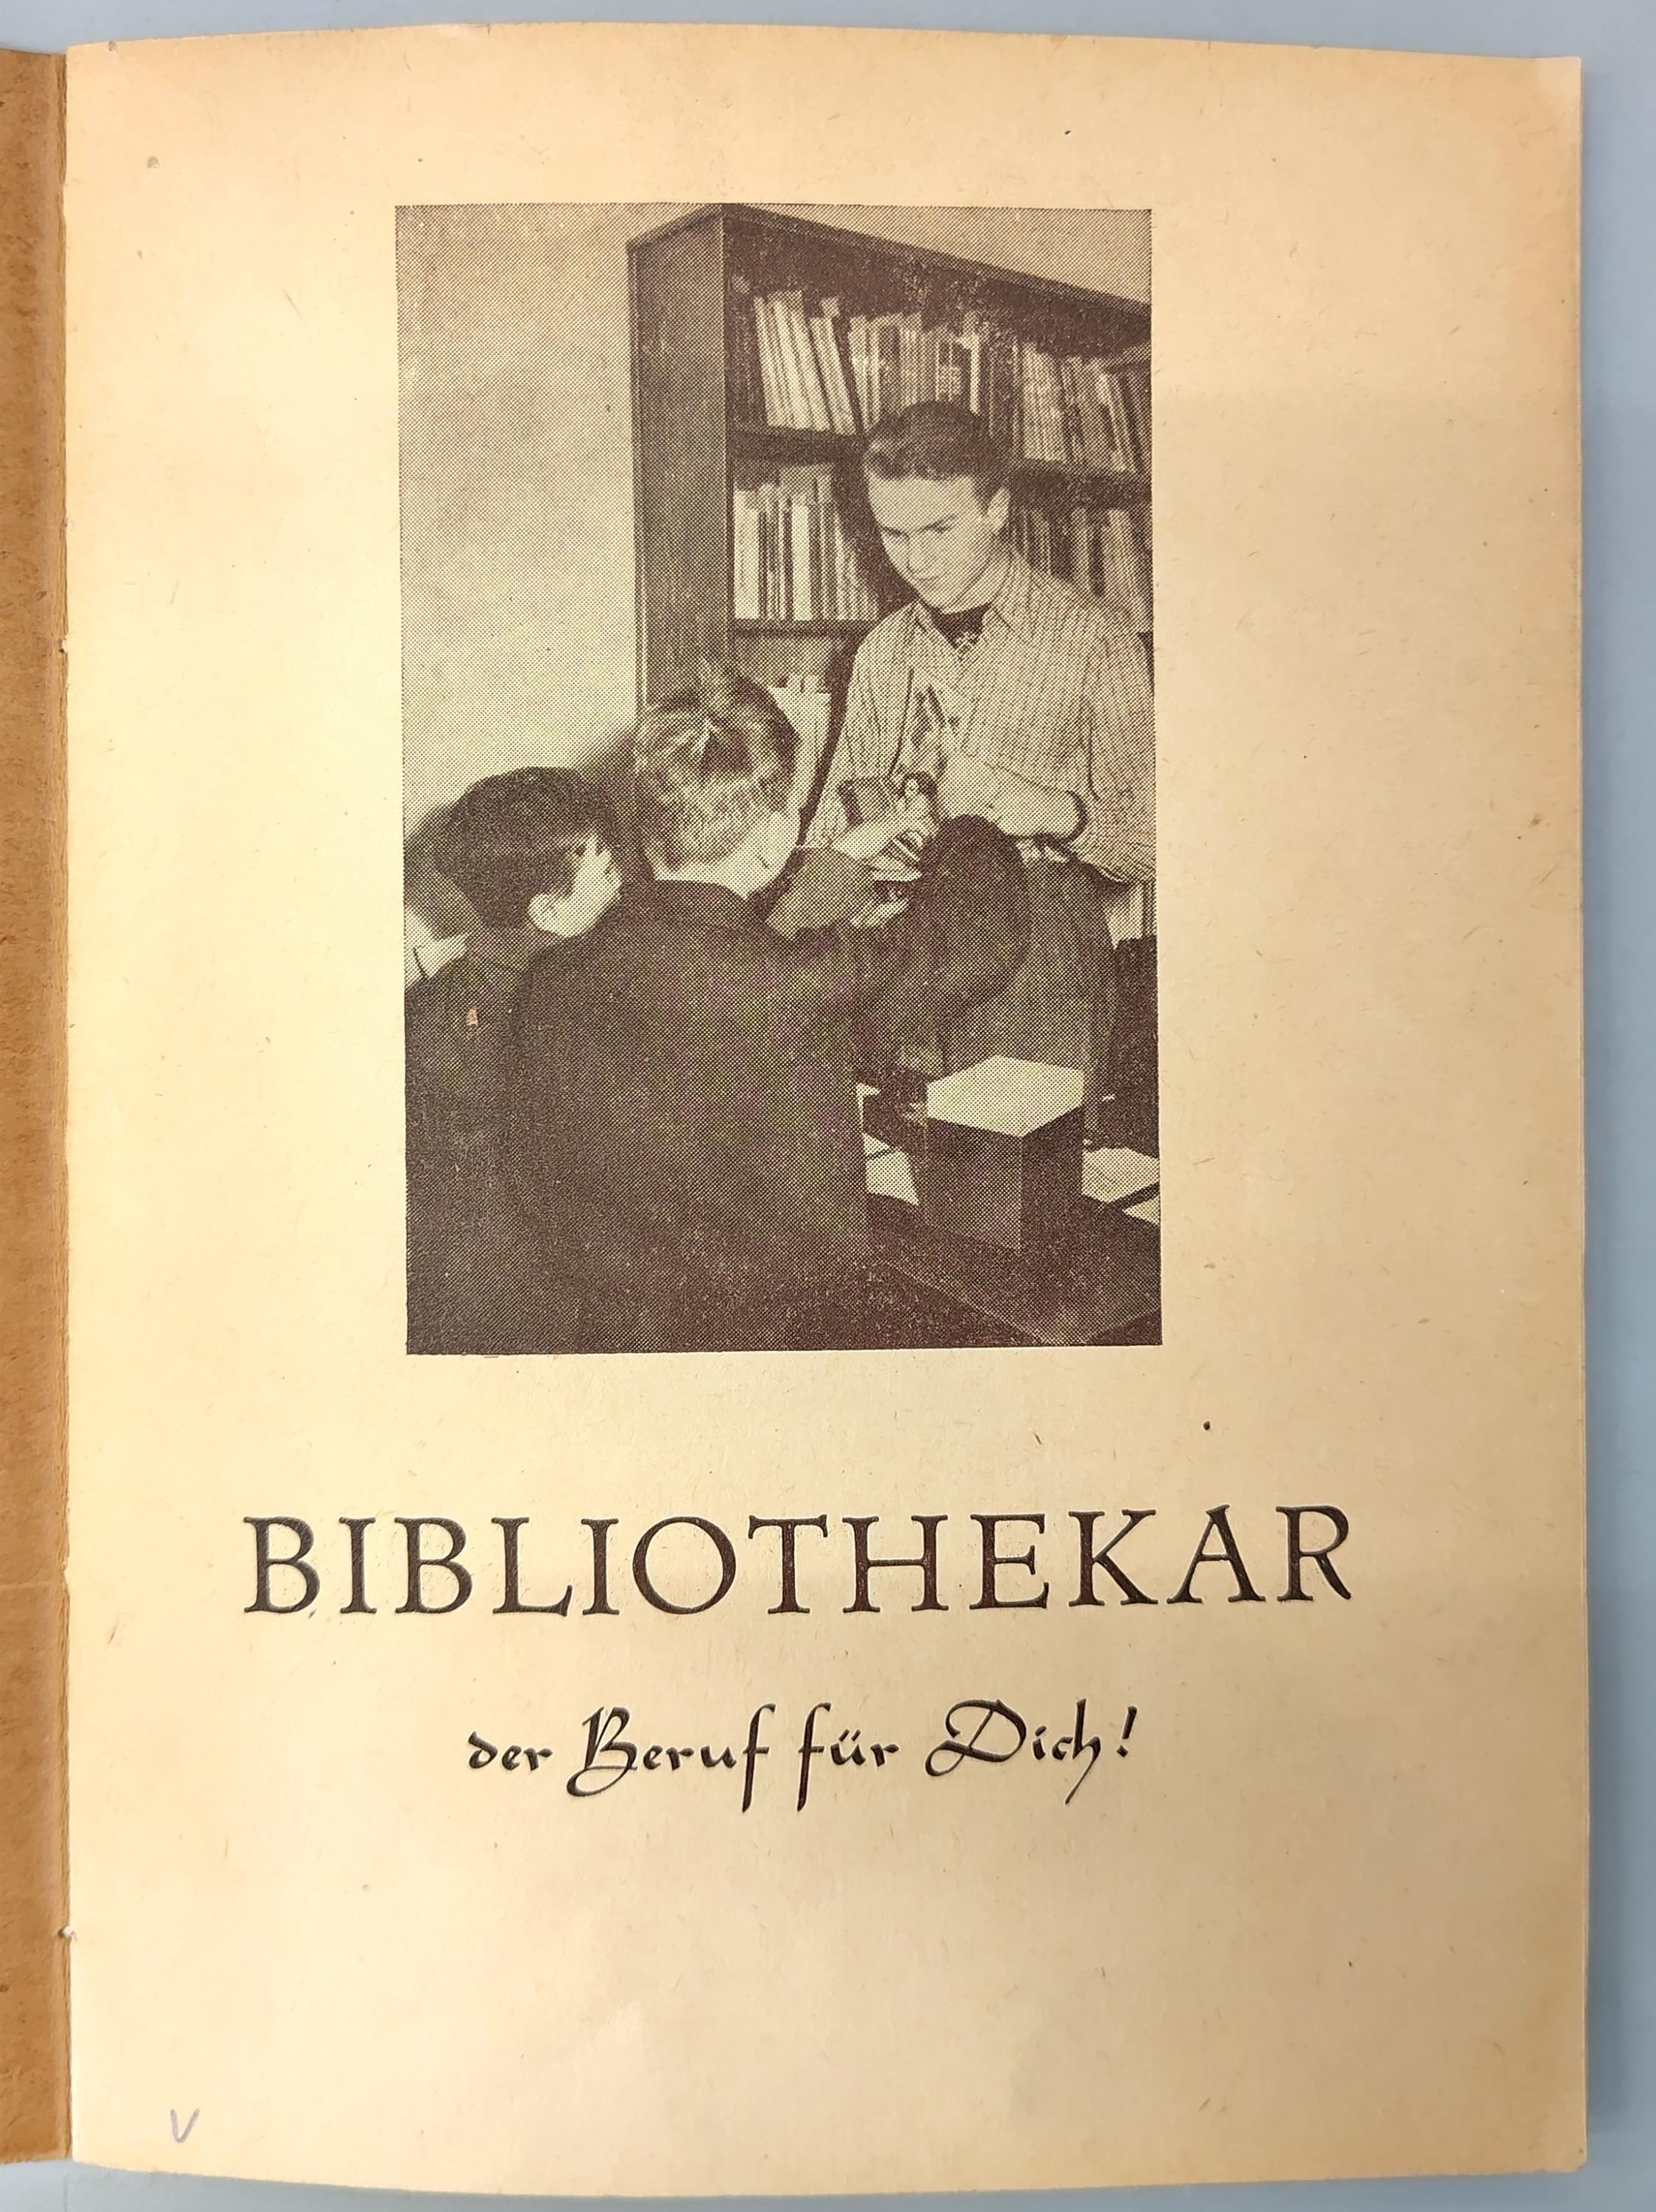 BIBLIOTHEKAR
der Beruf für Dich!
V